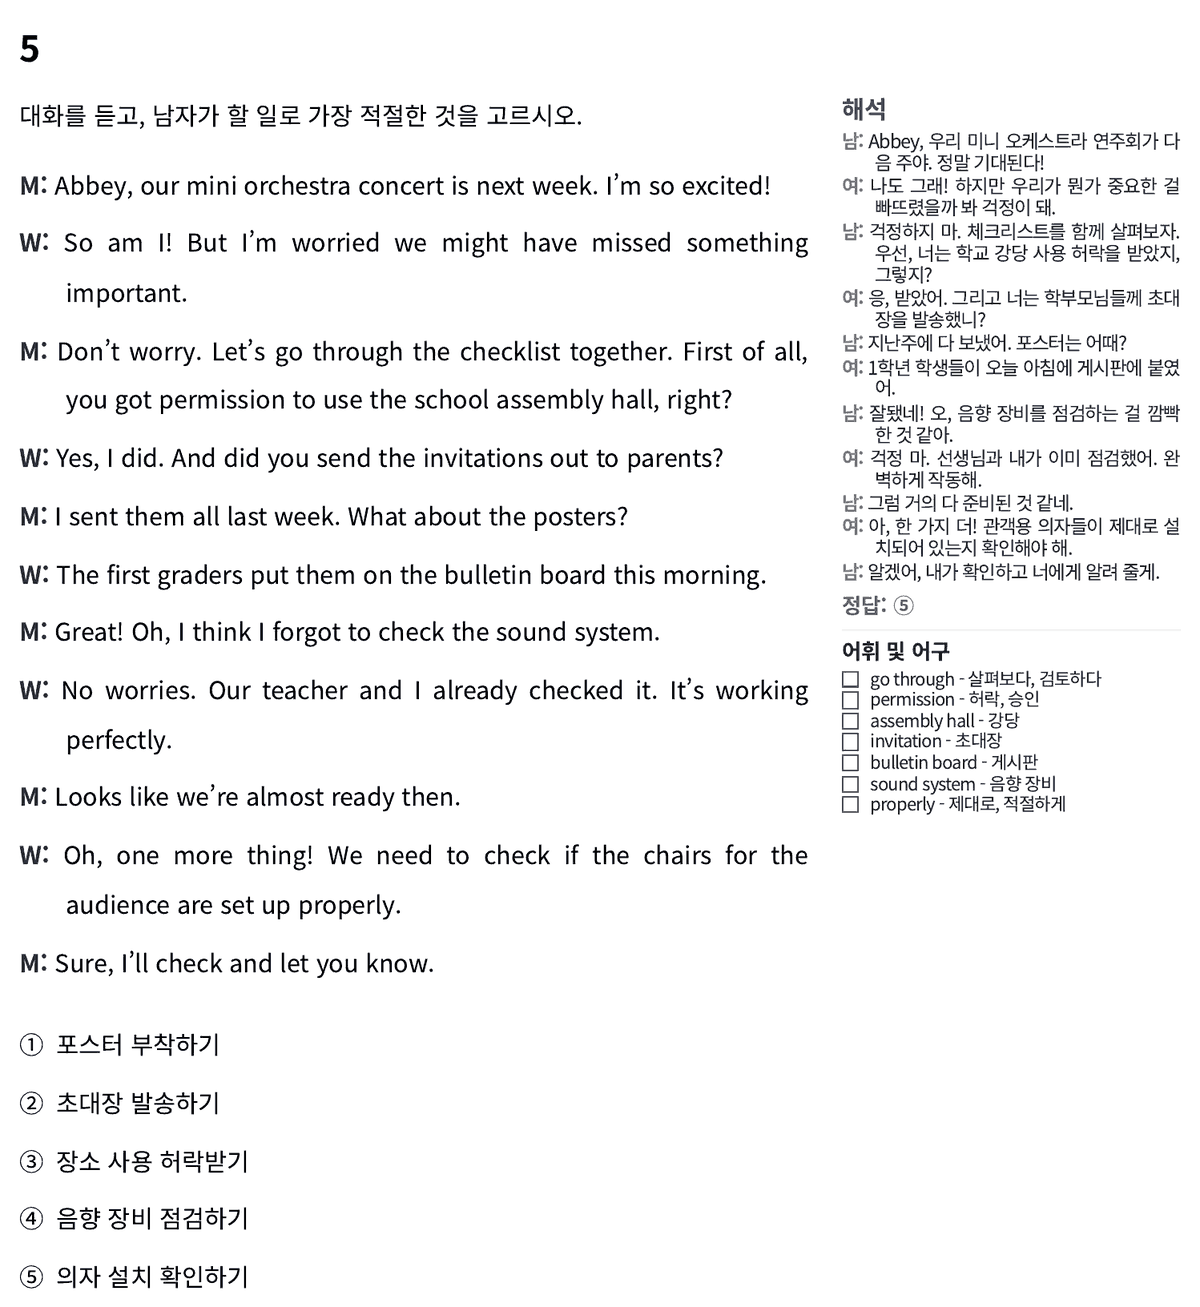 5
대화를 듣고, 남자가 할 일로 가장 적절한 것을 고르시오.
M: Abbey, our mini orchestra concert is next week. I’m so excited!
W: So am I! But I’m worried we might have missed something
important.
M: Don’t worry. Let’s go through the checklist together. First of all,
you got permission to use the school assembly hall, right?
W: Yes, I did. And did you send the invitations out to parents?
M: I sent them all last week. What about the posters?
W: The first graders put them on the bulletin board this morning.
M: Great! Oh, I think I forgot to check the sound system.
W: No worries. Our teacher and I already checked it. It’s working
perfectly.
M: Looks like we’re almost ready then.
W: Oh, one more thing! We need to check if the chairs for the
audience are set up properly.
M: Sure, I’ll check and let you know.
① 포스터 부착하기
② 초대장 발송하기
③ 장소 사용 허락받기
④ 음향 장비 점검하기
⑤ 의자 설치 확인하기
해석
남: Abbey, 우리 미니 오케스트라 연주회가 다
음 주야. 정말 기대된다!
여: 나도 그래! 하지만 우리가 뭔가 중요한 걸
빠뜨렸을까 봐 걱정이 돼.
남: 걱정하지 마. 체크리스트를 함께 살펴보자.
우선, 너는 학교 강당 사용 허락을 받았지,
그렇지?
여: 응, 받았어. 그리고 너는 학부모님들께 초대
장을 발송했니?
남: 지난주에 다 보냈어. 포스터는 어때?
여: 1학년 학생들이 오늘 아침에 게시판에 붙였
어.
남: 잘됐네! 오, 음향 장비를 점검하는 걸 깜빡
한 것 같아.
여: 걱정 마. 선생님과 내가 이미 점검했어. 완
벽하게 작동해.
남: 그럼 거의 다 준비된 것 같네.
여: 아, 한 가지 더! 관객용 의자들이 제대로 설
치되어 있는지 확인해야 해.
남: 알겠어, 내가 확인하고 너에게 알려 줄게.
정답: ⑤
어휘 및 어구
□ go through - 살펴보다, 검토하다
□ permission - 허락, 승인
□ assembly hall - 강당
□ invitation - 초대장
□ bulletin board - 게시판
□ sound system - 음향 장비
□ properly - 제대로, 적절하게